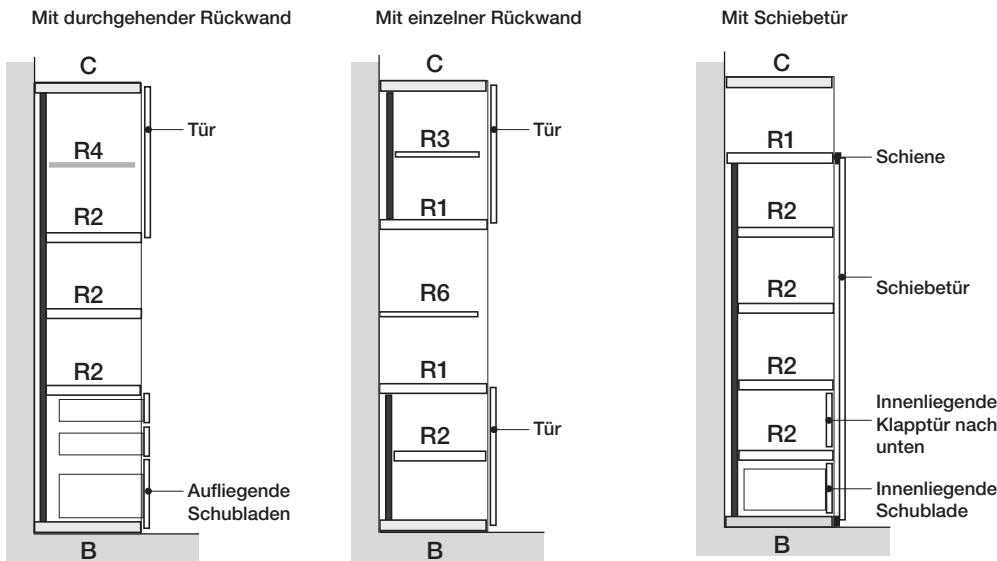 Mit durchgehender Rückwand
C
Tür
R4
R2
R2
R2
Aufliegende
Schubladen
B
Mit einzelner Rückwand
C
Tür
R3
R1
R6
R1
Tür
R2
B
Mit Schiebetür
C
R1
Schiene
R2
Schiebetür
R2
R2
Innenliegende
Klapptür nach
unten
R2
Innenliegende
Schublade
B